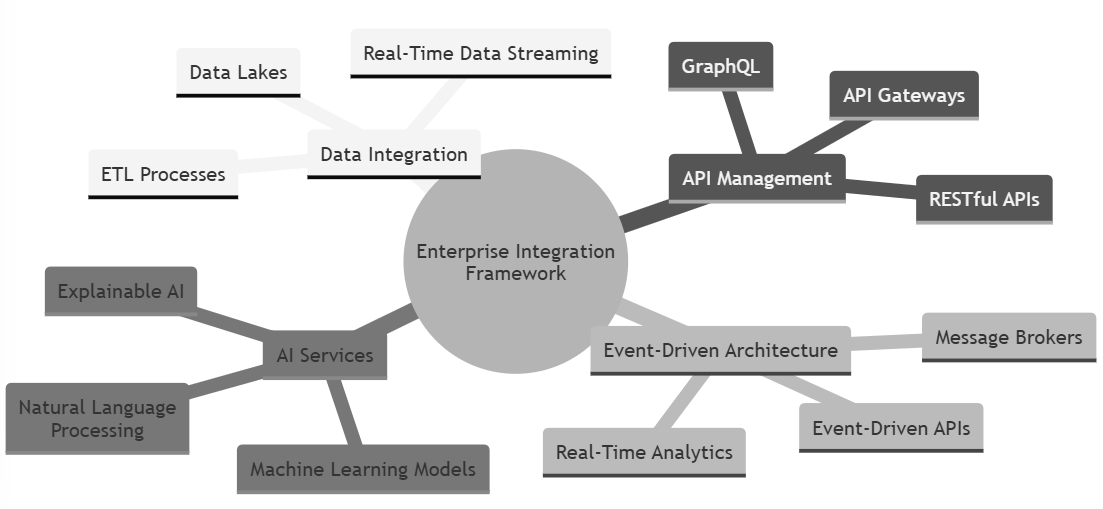 Real-Time Data Streaming
Data Lakes
Data Integration
ETL Processes
GraphQL
API Gateways
API Management
RESTful APIs
Enterprise Integration
Framework
Explainable AI
AI Services
Natural Language
Processing
Machine Learning Models
Event-Driven Architecture
Message Brokers
Event-Driven APIs
Real-Time Analytics